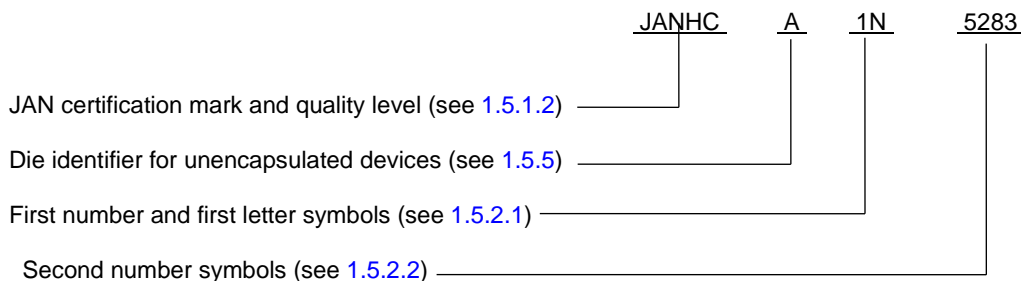 JANHC A 1N 5283
JAN certification mark and quality level (see 1.5.1.2)
Die identifier for unencapsulated devices (see 1.5.5)
First number and first letter symbols (see 1.5.2.1)
Second number symbols (see 1.5.2.2)